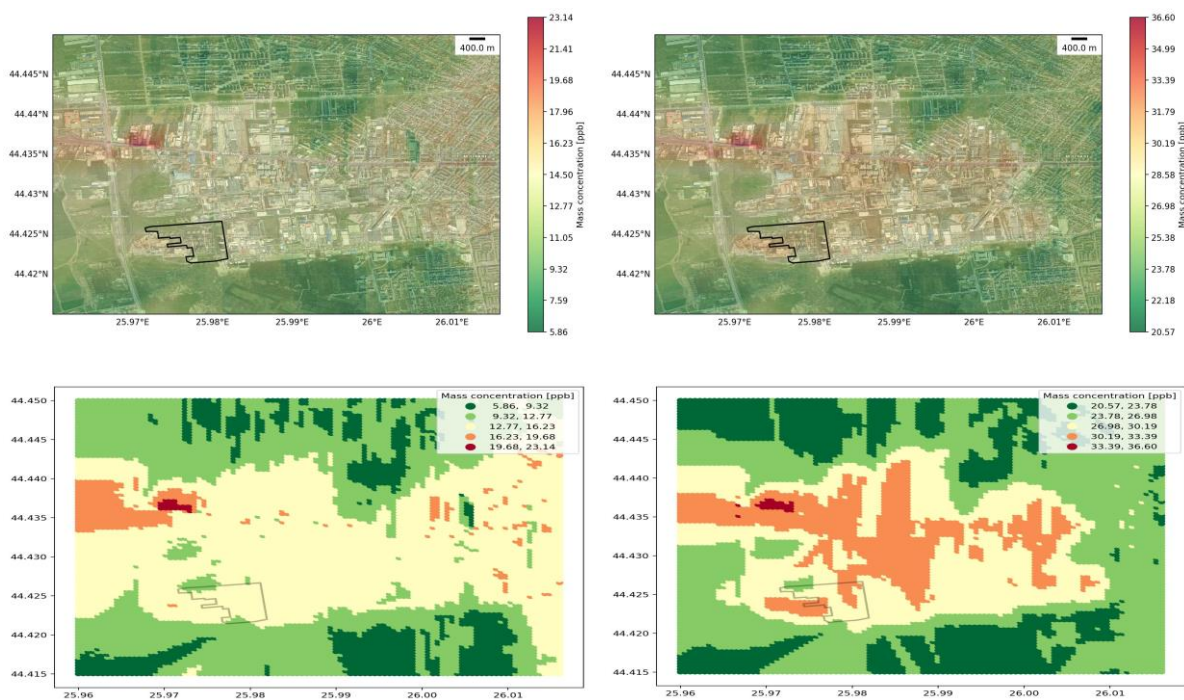 23.14
400.0 m
44.445°N
21.41
44.44°N
19.68
44.435°N
17.96
16.23
44.43°N
14.50
44.425°N
12.77
44.42°N
11.05
9.32
7.59
5.86
Mass concentration [ppb]
25.97°E 25.98°E 25.99°E 26°E 26.01°E
36.60
400.0 m
44.445°N
34.99
44.44°N
33.39
44.435°N
31.79
30.19
44.43°N
28.58
44.425°N
26.98
44.42°N
25.38
23.78
22.18
20.57
Mass concentration [ppb]
25.97°E 25.98°E 25.99°E 26°E 26.01°E
Mass concentration [ppb]
5.86, 9.32
9.32, 12.77
12.77, 16.23
16.23, 19.68
19.68, 23.14
44.450
44.445
44.440
44.435
44.430
44.425
44.420
44.415
25.96 25.97 25.98 25.99 26.00 26.01
Mass concentration [ppb]
20.57, 23.78
23.78, 26.98
26.98, 30.19
30.19, 33.39
33.39, 36.60
44.450
44.445
44.440
44.435
44.430
44.425
44.420
44.415
25.96 25.97 25.98 25.99 26.00 26.01